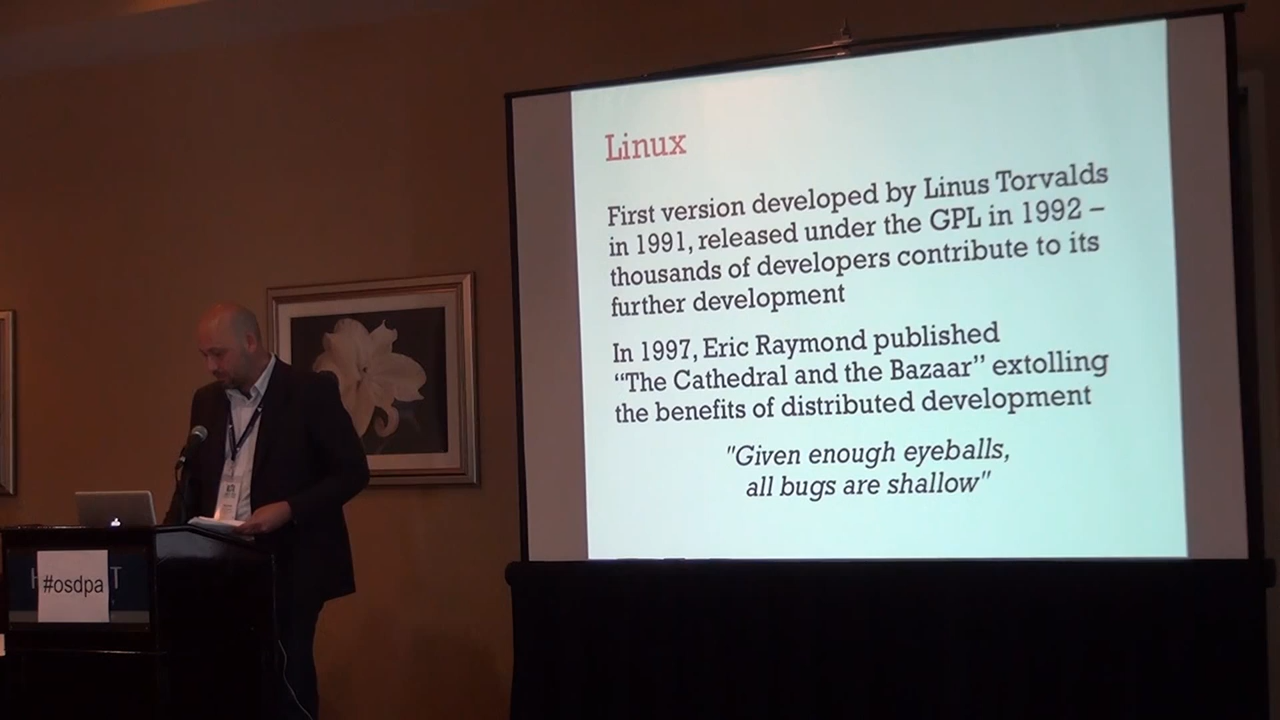 Linux
First version developed by Linus Torvalds
in 1991, released under the GPL in 1992 –
thousands of developers contribute to its
further development
In 1997, Eric Raymond published
“The Cathedral and the Bazaar” extolling
the benefits of distributed development
"Given enough eyeballs,
all bugs are shallow"
#osdpa